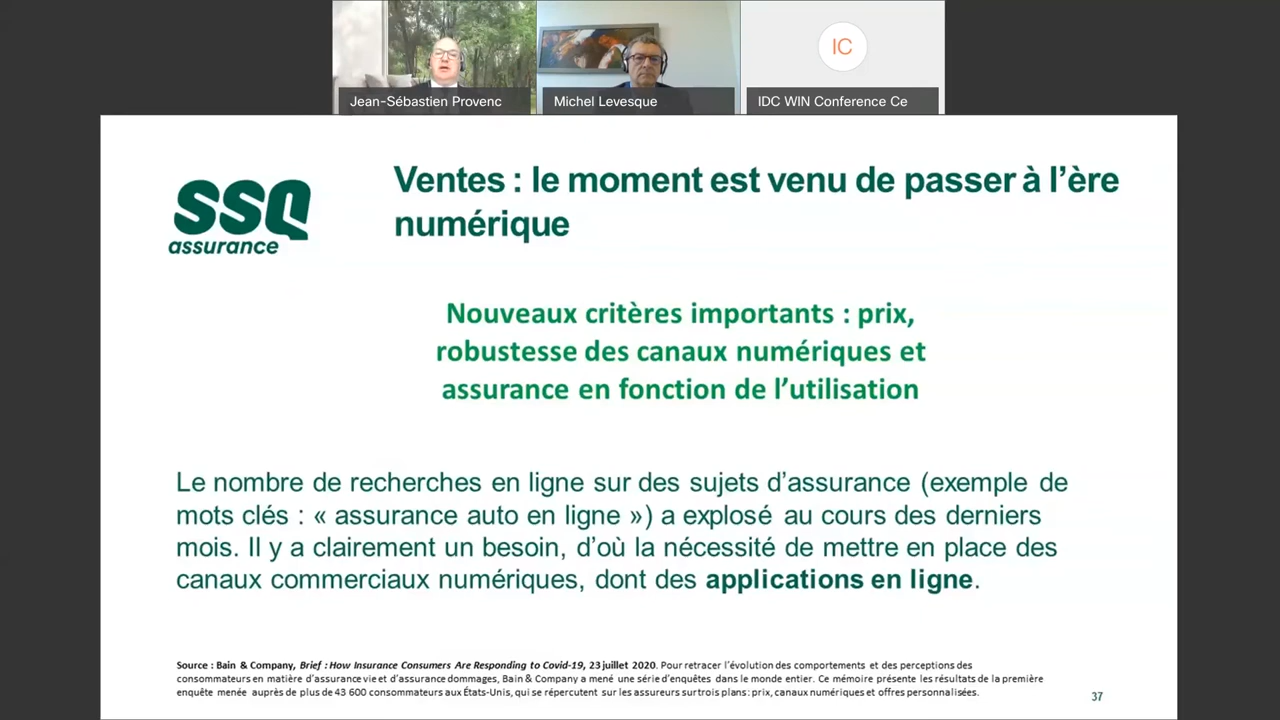 IC
Jean-Sébastien Provenc
Michel Levesque
IDC WIN Conference Ce
SSQ
assurance
Ventes : le moment est venu de passer à l’ère
numérique
Nouveaux critères importants : prix,
robustesse des canaux numériques et
assurance en fonction de l’utilisation
Le nombre de recherches en ligne sur des sujets d’assurance (exemple de
mots clés : « assurance auto en ligne ») a explosé au cours des derniers
mois. Il y a clairement un besoin, d’où la nécessité de mettre en place des
canaux commerciaux numériques, dont des applications en ligne.
Source : Bain & Company, Brief : How Insurance Consumers Are Responding to Covid-19, 23 juillet 2020. Pour retracer l’évolution des comportements et des perceptions des
consommateurs en matière d’assurance vie et d’assurance dommages, Bain & Company a mené une série d’enquêtes dans le monde entier. Ce mémoire présente les résultats de la première
enquête menée auprès de plus de 43 600 consommateurs aux États-Unis, qui se répercutent sur les assureurs sur trois plans : prix, canaux numériques et offres personnalisées.
37